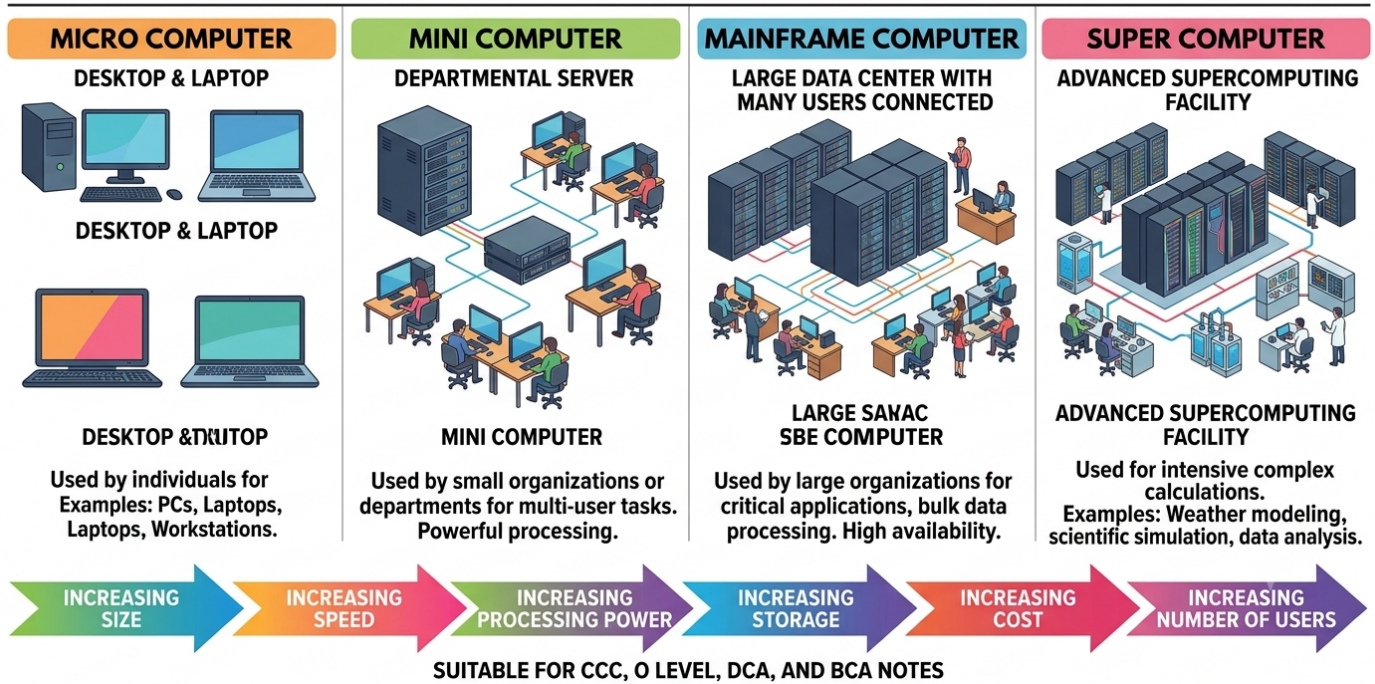 MICRO COMPUTER
DESKTOP & LAPTOP
DESKTOP & LAPTOP
DESKTOP &
Used by individuals for
Examples: PCs, Laptops,
Laptops, Workstations.
MINI COMPUTER
DEPARTMENTAL SERVER
MINI COMPUTER
Used by small organizations or
departments for multi-user tasks.
Powerful processing.
MAINFRAME COMPUTER
LARGE DATA CENTER WITH
MANY USERS CONNECTED
LARGE
SBE COMPUTER
Used by large organizations for
critical applications, bulk data
processing. High availability.
SUPER COMPUTER
ADVANCED SUPERCOMPUTING
FACILITY
ADVANCED SUPERCOMPUTING
FACILITY
Used for intensive complex
calculations.
Examples: Weather modeling,
scientific simulation, data analysis.
INCREASING
SIZE
INCREASING
SPEED
INCREASING
PROCESSING POWER
INCREASING
STORAGE
INCREASING
COST
INCREASING
NUMBER OF USERS
SUITABLE FOR CCC, O LEVEL, DCA, AND BCA NOTES